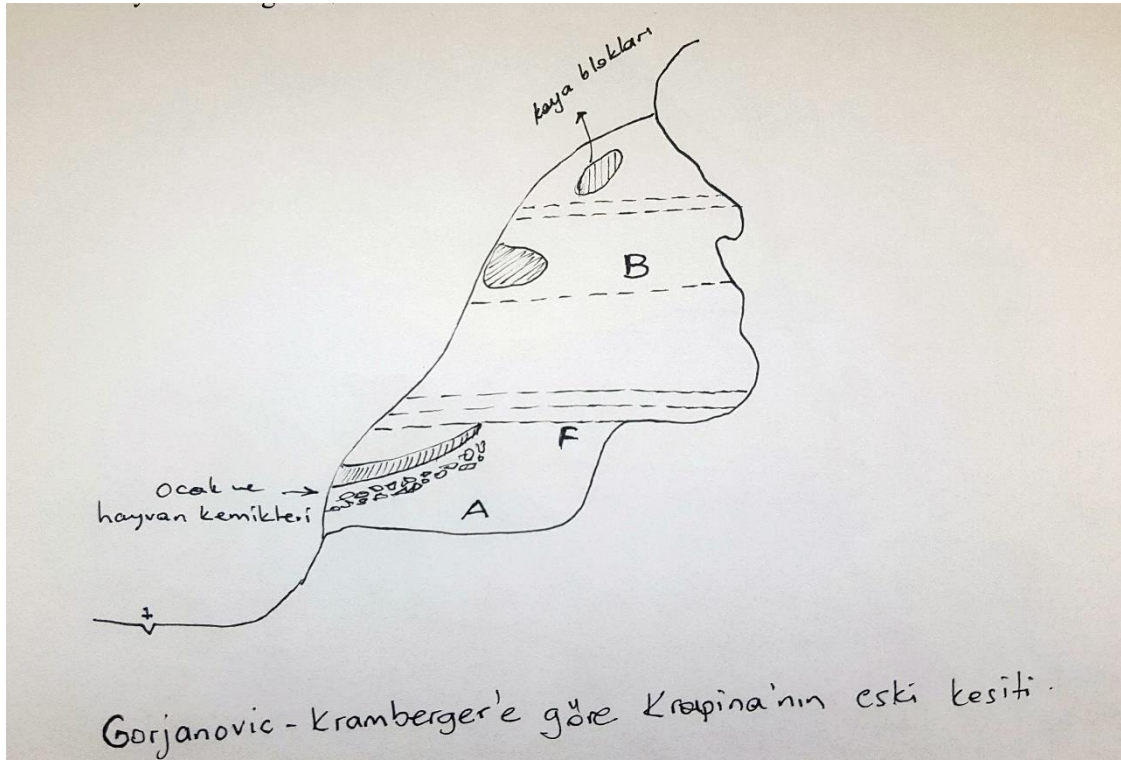 kaya blokları
B
F
ocak ve
hayvan kemikleri
A
Gorjanovic - Kramberger'e göre Krapina'nın eski kesiti.